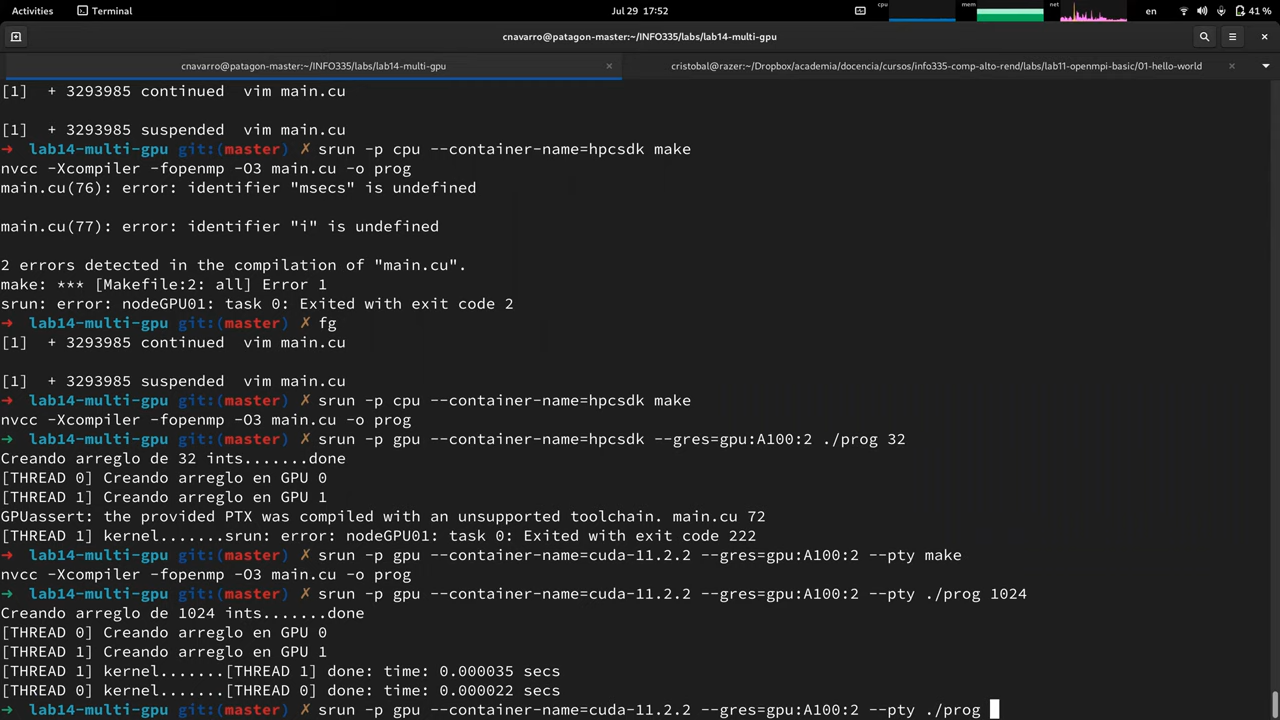 Activities
Terminal
Jul 29 17:52
cpu
mem
net
en
41 %
cnavarro@patagon-master:~/INFO335/labs/lab14-multi-gpu
cnavarro@patagon-master:~/INFO335/labs/lab14-multi-gpu
cristobal@razer:~/Dropbox/academia/docencia/cursos/info335-comp-alto-rend/labs/lab11-openmpi-basic/01-hello-world
[1]  + 3293985 continued  vim main.cu
[1]  + 3293985 suspended  vim main.cu
➜  lab14-multi-gpu git:(master) ✗ srun -p cpu --container-name=hpcsdk make
nvcc -Xcompiler -fopenmp -O3 main.cu -o prog
main.cu(76): error: identifier "msecs" is undefined
main.cu(77): error: identifier "i" is undefined
2 errors detected in the compilation of "main.cu".
make: *** [Makefile:2: all] Error 1
srun: error: nodeGPU01: task 0: Exited with exit code 2
➜  lab14-multi-gpu git:(master) ✗ fg
[1]  + 3293985 continued  vim main.cu
[1]  + 3293985 suspended  vim main.cu
➜  lab14-multi-gpu git:(master) ✗ srun -p cpu --container-name=hpcsdk make
nvcc -Xcompiler -fopenmp -O3 main.cu -o prog
➜  lab14-multi-gpu git:(master) ✗ srun -p gpu --container-name=hpcsdk --gres=gpu:A100:2 ./prog 32
Creando arreglo de 32 ints.......done
[THREAD 0] Creando arreglo en GPU 0
[THREAD 1] Creando arreglo en GPU 1
GPUassert: the provided PTX was compiled with an unsupported toolchain. main.cu 72
[THREAD 1] kernel.......srun: error: nodeGPU01: task 0: Exited with exit code 222
➜  lab14-multi-gpu git:(master) ✗ srun -p gpu --container-name=cuda-11.2.2 --gres=gpu:A100:2 --pty make
nvcc -Xcompiler -fopenmp -O3 main.cu -o prog
➜  lab14-multi-gpu git:(master) ✗ srun -p gpu --container-name=cuda-11.2.2 --gres=gpu:A100:2 --pty ./prog 1024
Creando arreglo de 1024 ints.......done
[THREAD 0] Creando arreglo en GPU 0
[THREAD 1] Creando arreglo en GPU 1
[THREAD 1] kernel.......[THREAD 1] done: time: 0.000035 secs
[THREAD 0] kernel.......[THREAD 0] done: time: 0.000022 secs
➜  lab14-multi-gpu git:(master) ✗ srun -p gpu --container-name=cuda-11.2.2 --gres=gpu:A100:2 --pty ./prog